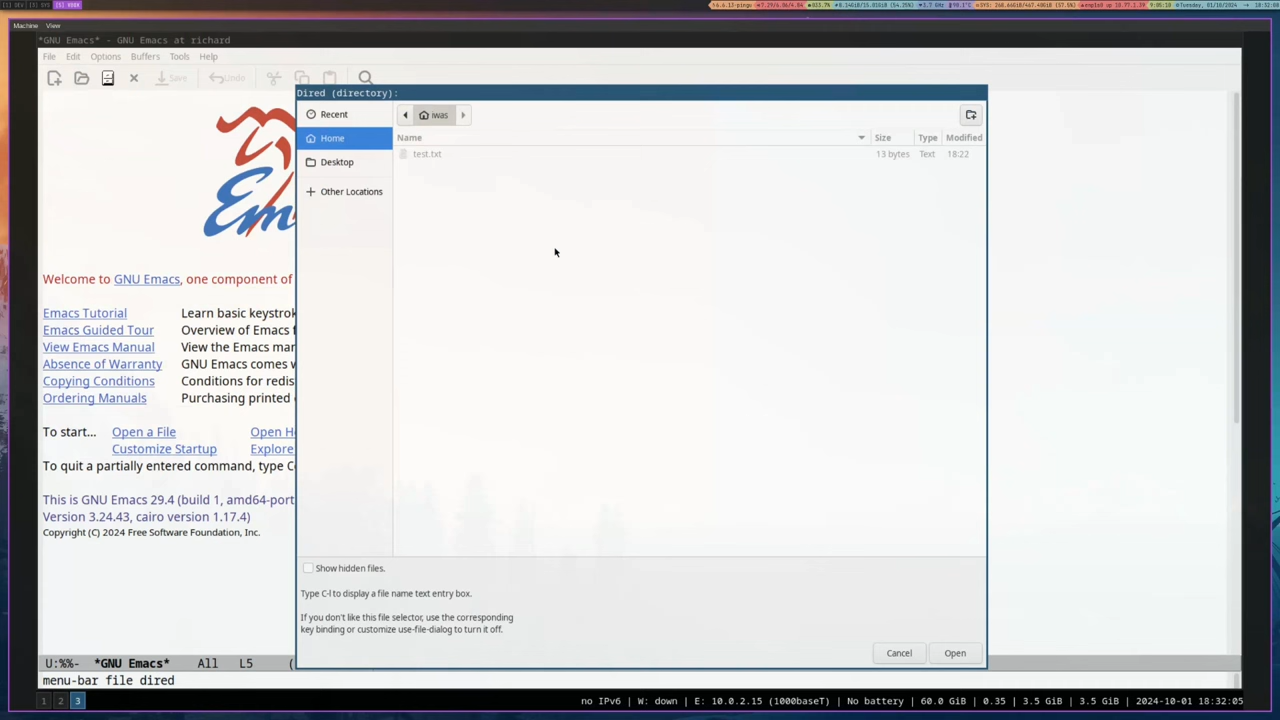 Machine View
*GNU Emacs* - GNU Emacs at richard
File Edit Options Buffers Tools Help
Save Undo
Dired (directory):
Recent
Home
Desktop
Other Locations
iwas
Name Size Type Modified
test.txt 13 bytes Text 18:22
Em
Welcome to GNU Emacs, one component of
Emacs Tutorial Learn basic keystrok
Emacs Guided Tour Overview of Emacs f
View Emacs Manual View the Emacs mar
Absence of Warranty GNU Emacs comes w
Copying Conditions Conditions for redis
Ordering Manuals Purchasing printed
To start... Open a File Open H
Customize Startup Explore
To quit a partially entered command, type C
This is GNU Emacs 29.4 (build 1, amd64-port
Version 3.24.43, cairo version 1.17.4)
Copyright (C) 2024 Free Software Foundation, Inc.
Show hidden files.
Type C-l to display a file name text entry box.
If you don't like this file selector, use the corresponding
key binding or customize use-file-dialog to turn it off.
Cancel Open
U:%%- *GNU Emacs* All L5 (
menu-bar file dired
1 2 3
no IPv6 | W: down | E: 10.0.2.15 (1000baseT) | No battery | 60.0 GiB | 0.35 | 3.5 GiB | 3.5 GiB | 2024-10-01 18:32:05